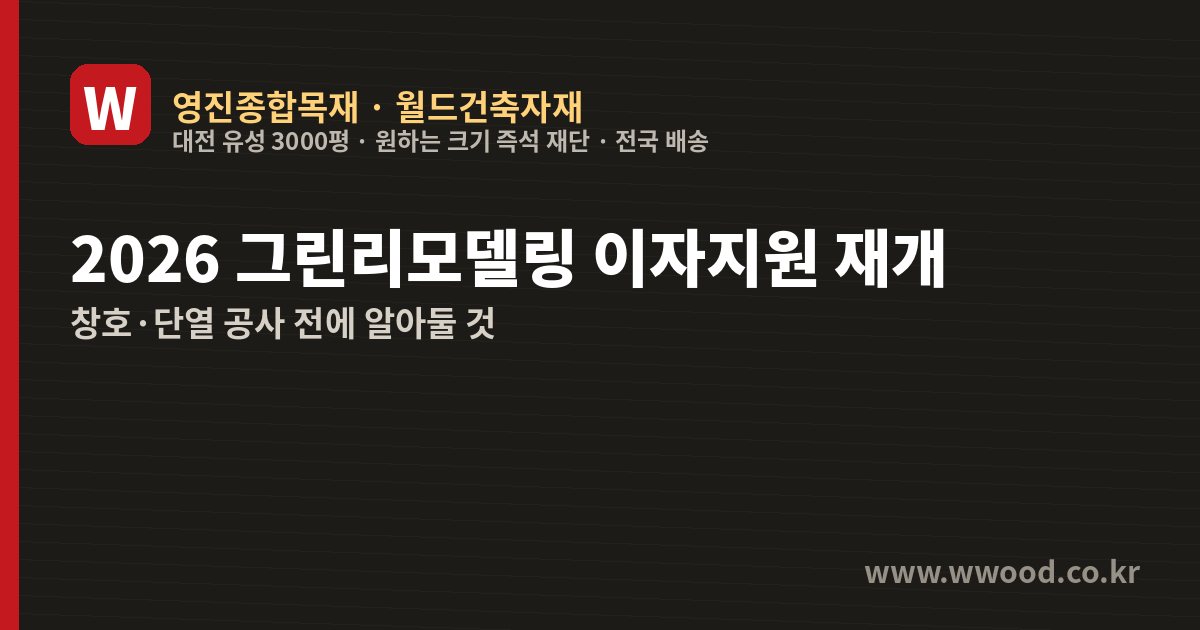 W
영진종합목재 · 월드건축자재
대전 유성 3000평 · 원하는 크기 즉석 재단 · 전국 배송
2026 그린리모델링 이자지원 재개
창호·단열 공사 전에 알아둘 것
www.wwood.co.kr